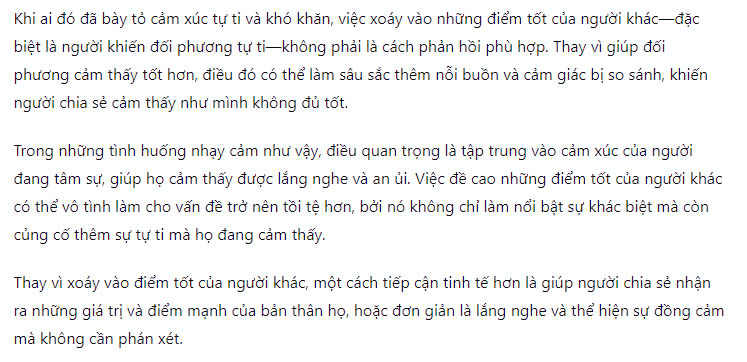 Khi ai đó đã bày tỏ cảm xúc tự ti và khó khăn, việc xoáy vào những điểm tốt của người khác—đặc
biệt là người khiến đối phương tự ti—không phải là cách phản hồi phù hợp. Thay vì giúp đối
phương cảm thấy tốt hơn, điều đó có thể làm sâu sắc thêm nỗi buồn và cảm giác bị so sánh, khiến
người chia sẻ cảm thấy như mình không đủ tốt.
Trong những tình huống nhạy cảm như vậy, điều quan trọng là tập trung vào cảm xúc của người
đang tâm sự, giúp họ cảm thấy được lắng nghe và an ủi. Việc đề cao những điểm tốt của người khác
có thể vô tình làm cho vấn đề trở nên tồi tệ hơn, bởi nó không chỉ làm nổi bật sự khác biệt mà còn
củng cố thêm sự tự ti mà họ đang cảm thấy.
Thay vì xoáy vào điểm tốt của người khác, một cách tiếp cận tinh tế hơn là giúp người chia sẻ nhận
ra những giá trị và điểm mạnh của bản thân họ, hoặc đơn giản là lắng nghe và thể hiện sự đồng cảm
mà không cần phán xét.